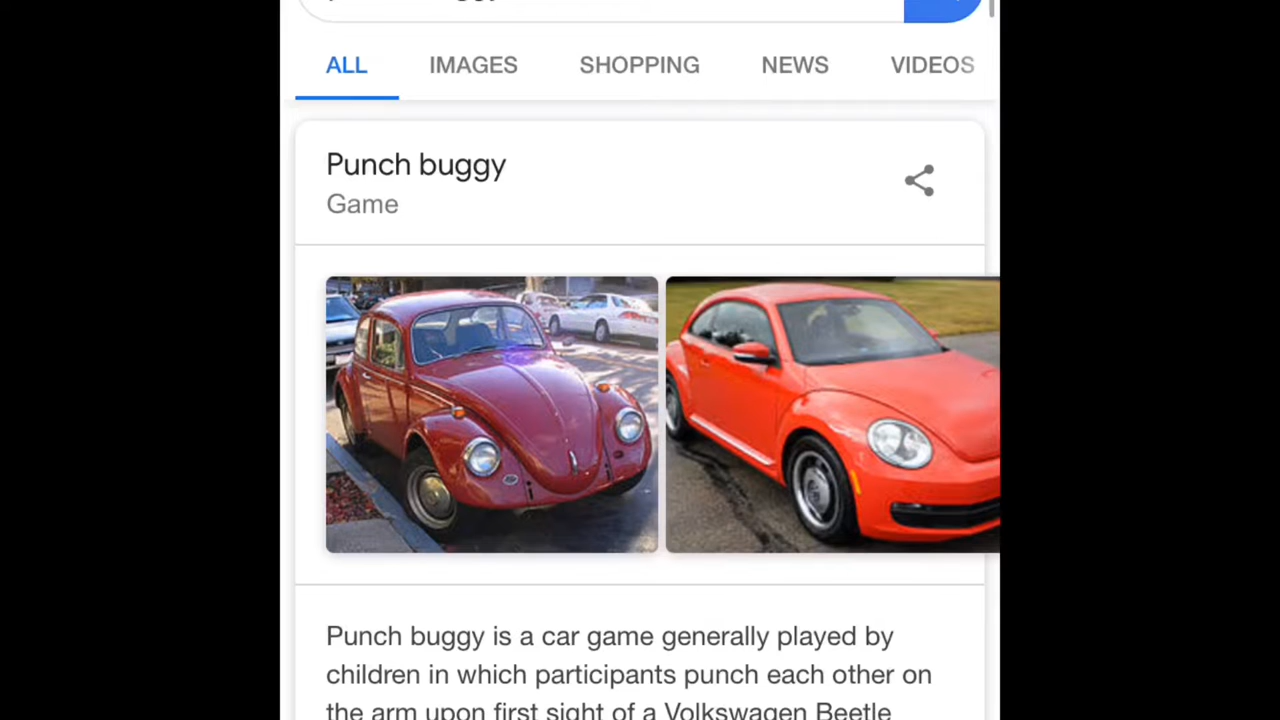 ALL IMAGES SHOPPING NEWS VIDEOS
Punch buggy
Game
Punch buggy is a car game generally played by
children in which participants punch each other on
the arm upon first sight of a Volkswagen Beetle